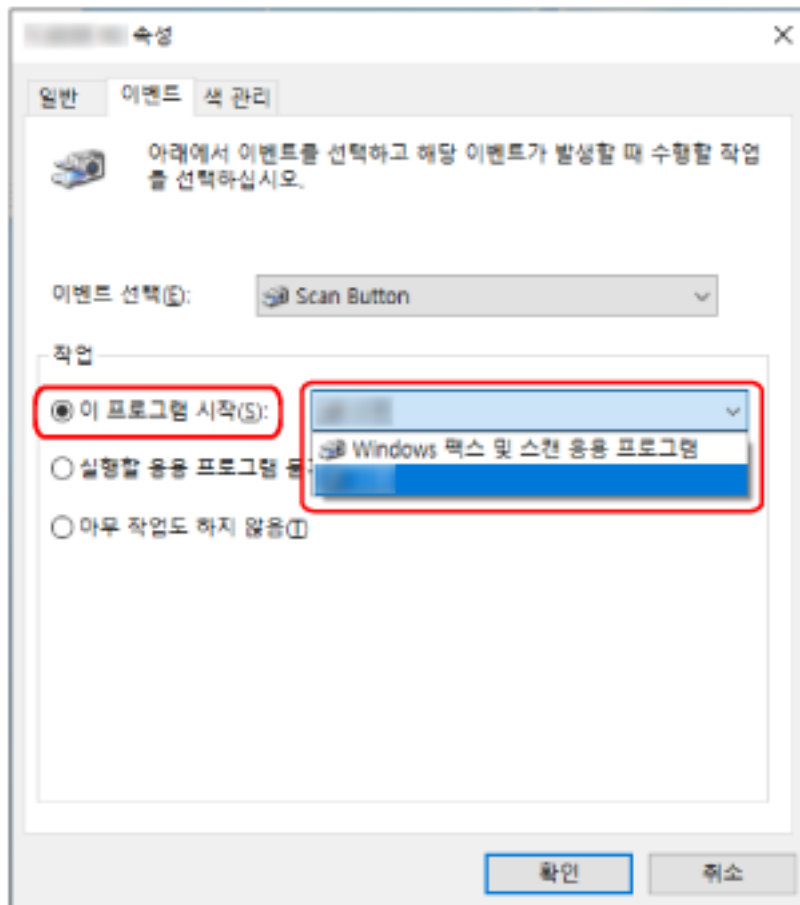 속성
일반
이벤트
색 관리
아래에서 이벤트를 선택하고 해당 이벤트가 발생할 때 수행할 작업
를 선택하십시오.
이벤트 선택(E):
Scan Button
작업
이 프로그램 시작(S):
Windows 팩스 및 스캔 응용 프로그램
실행할 응용 프로그램
아무 작업도 하지 않음(T)
확인
취소